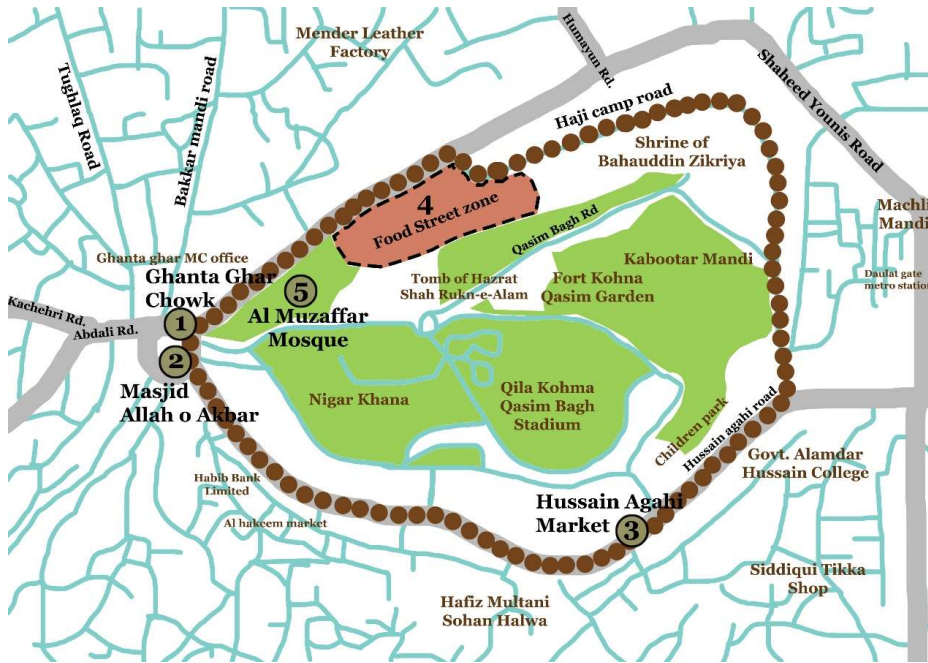 Mender Leather
Factory
Humayun Rd.
Shaheed Younis Road
Tughlaq Road
Bakkar mandi road
Haji camp road
Shrine of
Bahauddin Zikriya
4
Food Street zone
Qasim Bagh Rd
Machli
Mandi
Ghanta ghar MC office
Ghanta Ghar
Chowk
Kabootar Mandi
Daulat gate
metro station
Tomb of Hazrat
Shah Rukn-e-Alam
Fort Kohna
Qasim Garden
5
Al Muzaffar
Mosque
Kachehri Rd.
Abdali Rd.
1
2
Masjid
Allah o Akbar
Nigar Khana
Qila Kohma
Qasim Bagh
Stadium
Children park
Hussain agahi road
Govt. Alamdar
Hussain College
Habib Bank
Limited
Al hakeem market
Hussain Agahi
Market
3
Siddiqui Tikka
Shop
Hafiz Multani
Sohan Halwa